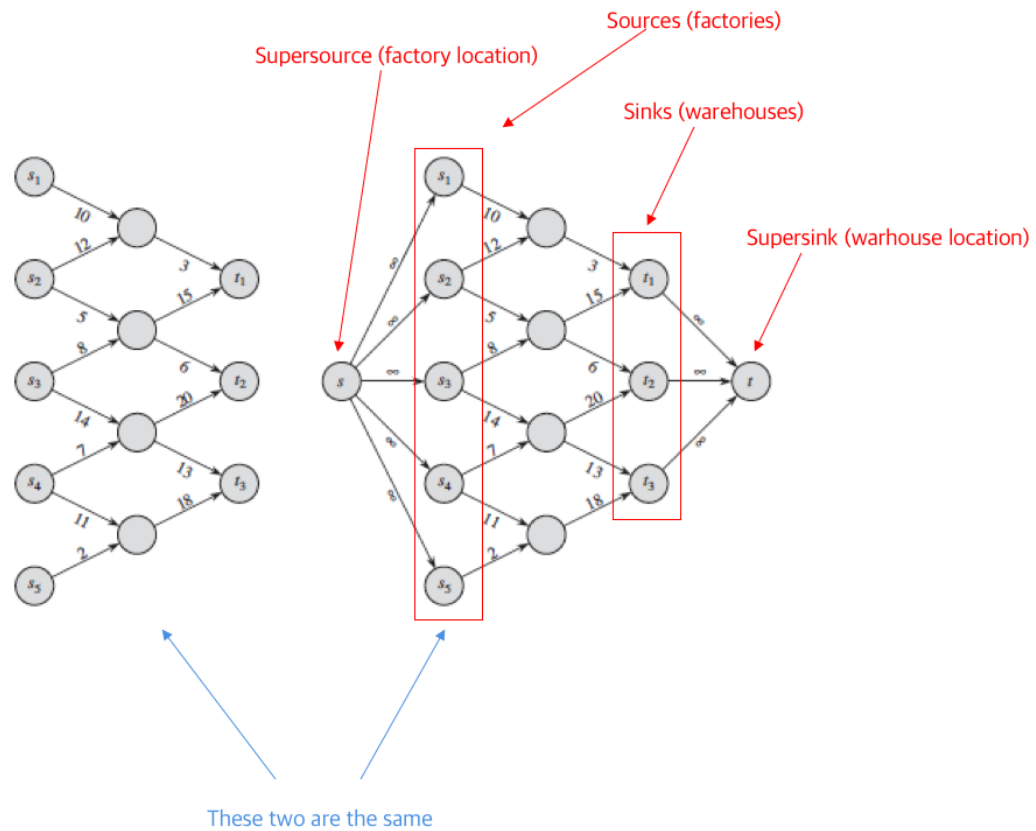 Sources (factories)
Supersource (factory location)
Sinks (warehouses)
Supersink (warhouse location)
s1
10
12
s2
3
t1
15
5
8
s3
6
t2
20
14
7
s4
13
t3
18
11
2
s5
s
∞
∞
∞
∞
∞
s1
10
12
s2
3
t1
15
5
8
s3
6
t2
20
14
7
s4
13
t3
18
11
2
s5
∞
∞
∞
t
These two are the same